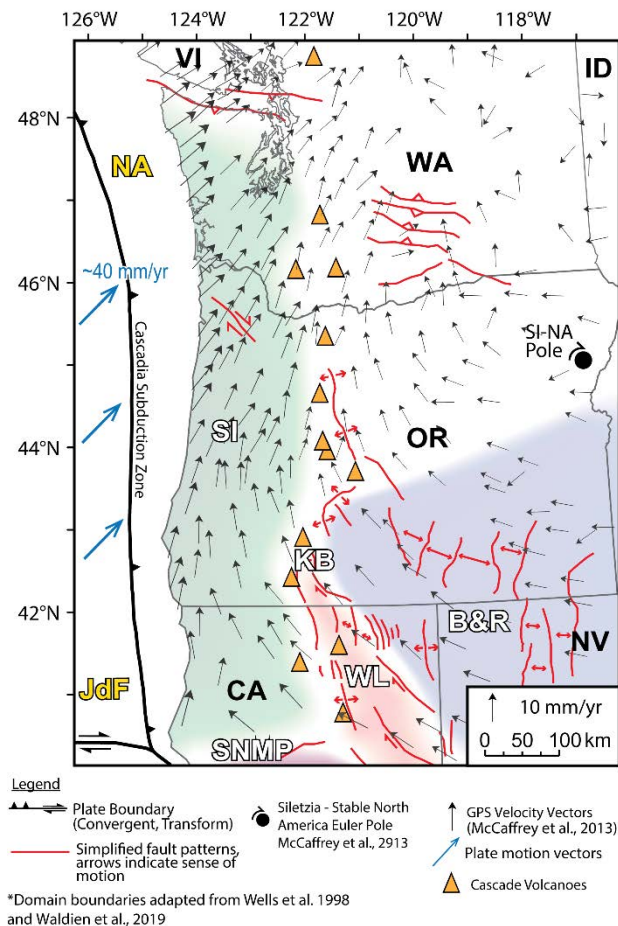 126°W 124°W 122°W 120°W 118°W
VI
ID
48°N
NA
WA
~40 mm/yr
46°N
Cascadia Subduction Zone
SI-NA
Pole
SI
OR
44°N
KB
42°N
B&R
NV
JdF
CA
WL
10 mm/yr
0 50 100 km
SNMP
Legend
Plate Boundary
(Convergent, Transform)
Simplified fault patterns,
arrows indicate sense of
motion
Siletzia - Stable North
America Euler Pole
McCaffrey et al., 2913
GPS Velocity Vectors
(McCaffrey et al., 2013)
Plate motion vectors
Cascade Volcanoes
*Domain boundaries adapted from Wells et al. 1998
and Waldien et al., 2019